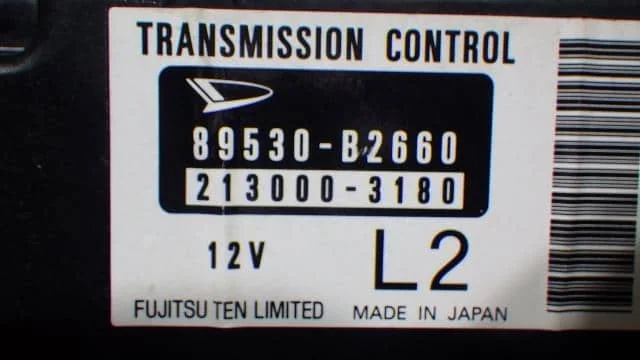 TRANSMISSION CONTROL
89530-B2660
213000-3180
12V L2
FUJITSU TEN LIMITED MADE IN JAPAN